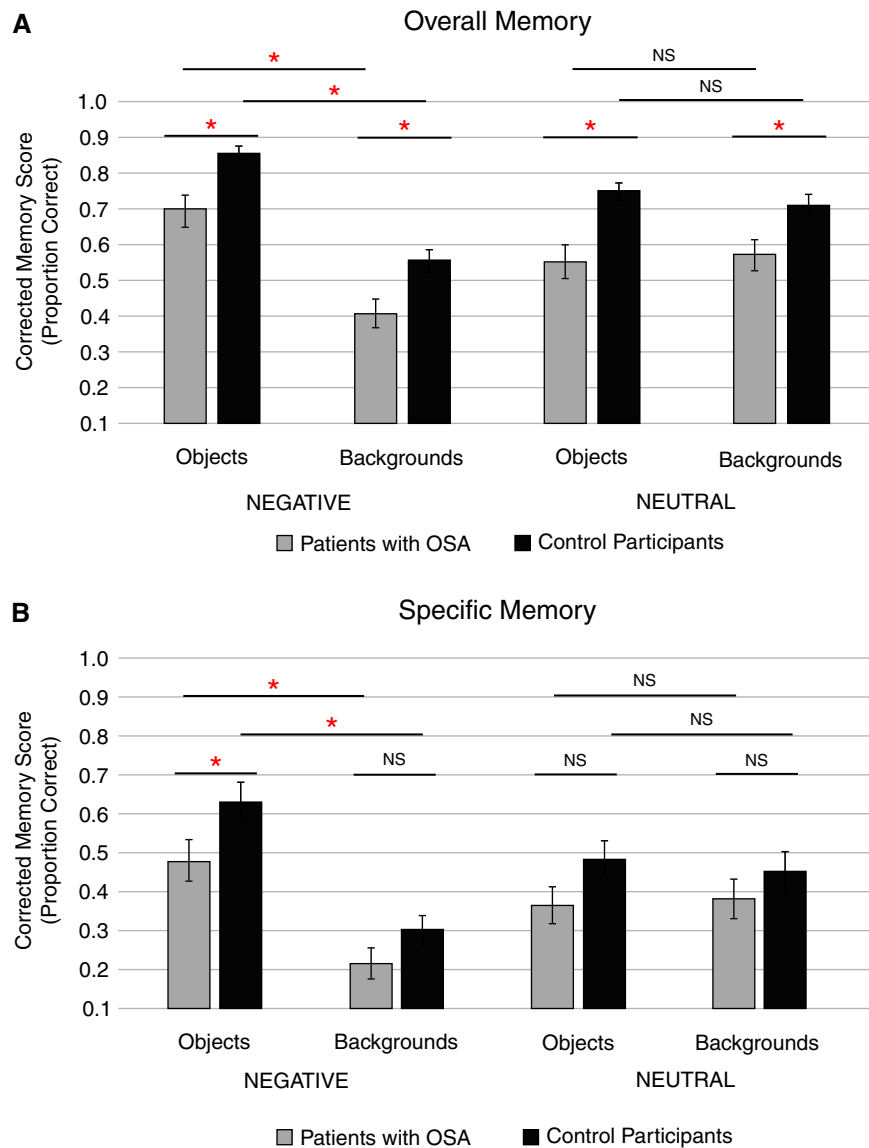 A
Overall Memory
* NS
* NS
* * * *
Corrected Memory Score
(Proportion Correct)
1.0
0.9
0.8
0.7
0.6
0.5
0.4
0.3
0.2
0.1
Objects Backgrounds Objects Backgrounds
NEGATIVE NEUTRAL
Patients with OSA Control Participants
B
Specific Memory
* NS
* NS
* NS NS NS
Corrected Memory Score
(Proportion Correct)
1.0
0.9
0.8
0.7
0.6
0.5
0.4
0.3
0.2
0.1
Objects Backgrounds Objects Backgrounds
NEGATIVE NEUTRAL
Patients with OSA Control Participants